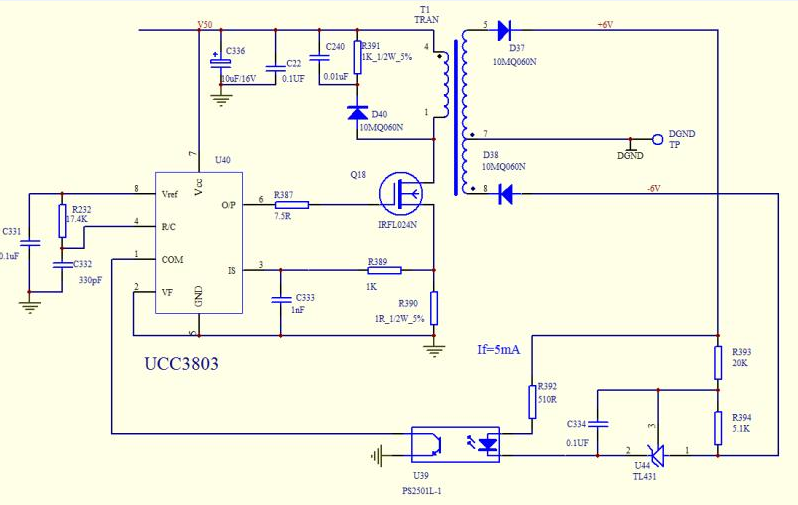 T1
TRAN
V50
5
+6V
C336
10uF/16V
C22
0.1UF
C240
0.01uF
R391
1K_1/2W_5%
4
D37
10MQ060N
D40
10MQ060N
1
7
DGND
TP
DGND
D38
10MQ060N
7
U40
Q18
8
-6V
8
Vref
Vcc
R232
17.4K
O/P
6
R387
7.5R
IRFL024N
4
R/C
C331
0.1uF
1
COM
IS
3
R389
1K
C332
330pF
2
VF
GND
C333
1nF
R390
1R_1/2W_5%
5
UCC3803
If=5mA
R393
20K
R392
510R
C334
0.1UF
3
R394
5.1K
2
1
U39
U44
TL431
PS2501L-1